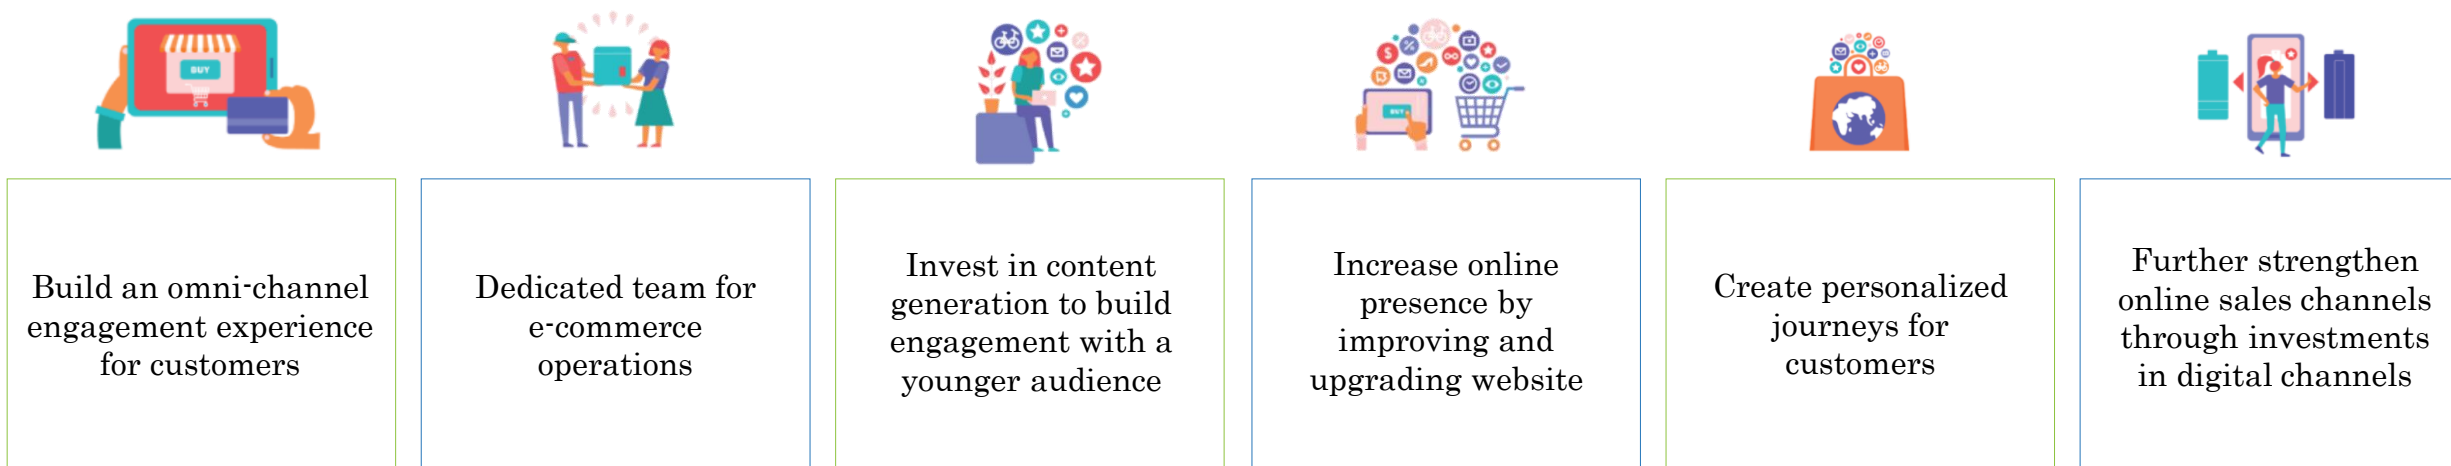 BUY
BUY
Build an omni-channel
engagement experience
for customers
Dedicated team for
e-commerce
operations
Invest in content
generation to build
engagement with a
younger audience
Increase online
presence by
improving and
upgrading website
Create personalized
journeys for
customers
Further strengthen
online sales channels
through investments
in digital channels